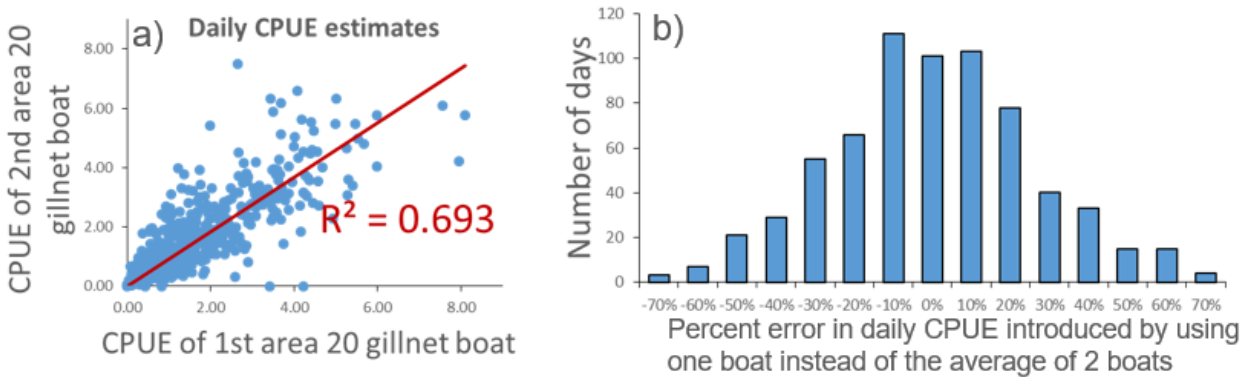 a)
Daily CPUE estimates
CPUE of 2nd area 20
gillnet boat
8.00
6.00
4.00
2.00
0.00
R² = 0.693
0.00 2.00 4.00 6.00 8.00
CPUE of 1st area 20 gillnet boat
b)
Number of days
120
100
80
60
40
20
0
-70% -60% -50% -40% -30% -20% -10% 0% 10% 20% 30% 40% 50% 60% 70%
Percent error in daily CPUE introduced by using
one boat instead of the average of 2 boats